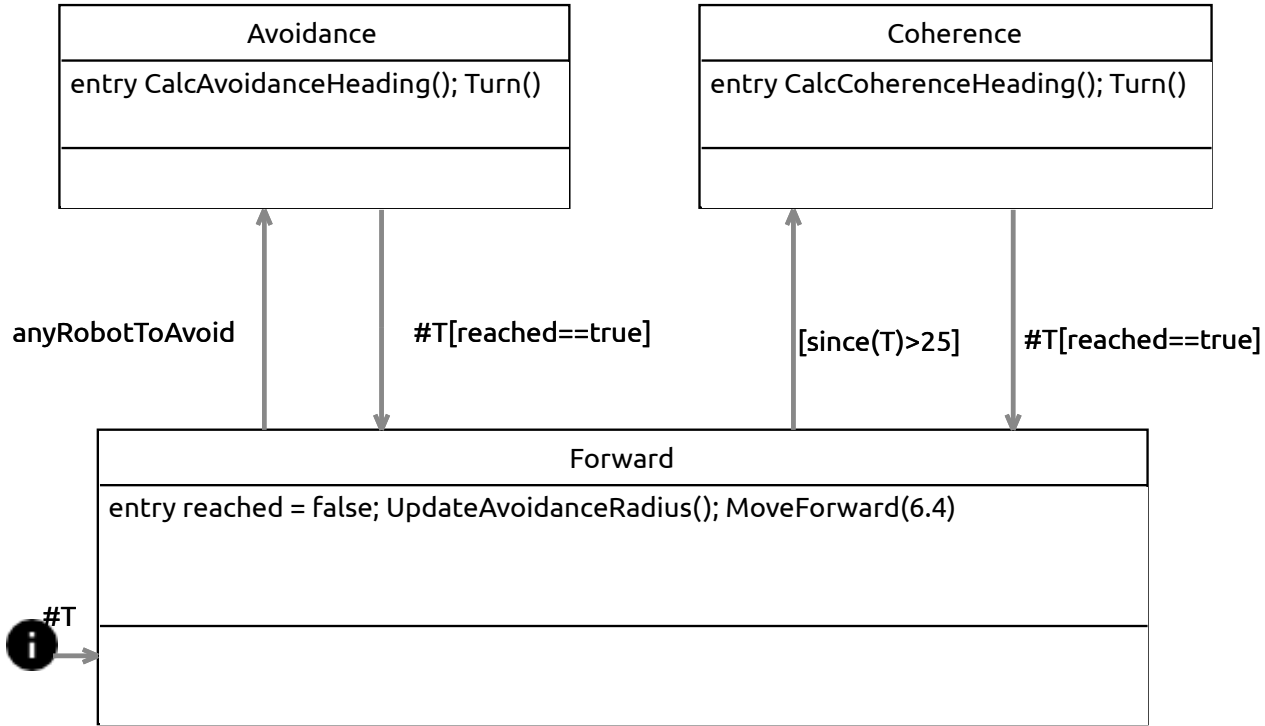 Avoidance
entry CalcAvoidanceHeading(); Turn()
Coherence
entry CalcCoherenceHeading(); Turn()
anyRobotToAvoid
#T[reached==true]
[since(T)>25]
#T[reached==true]
Forward
entry reached = false; UpdateAvoidanceRadius(); MoveForward(6.4)
#T
i